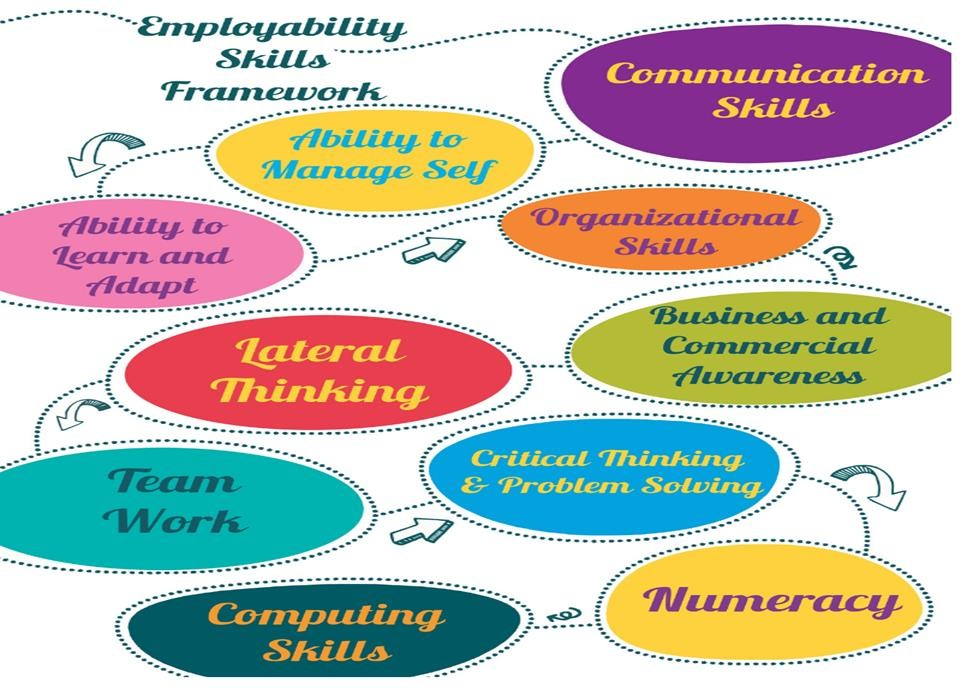 Employability
Skills
Framework
Communication
Skills
Ability to
Manage Self
Ability to
Learn and
Adapt
Organizational
Skills
Business and
Commercial
Awareness
Lateral
Thinking
Team
Work
Critical Thinking
& Problem Solving
Numeracy
Computing
Skills